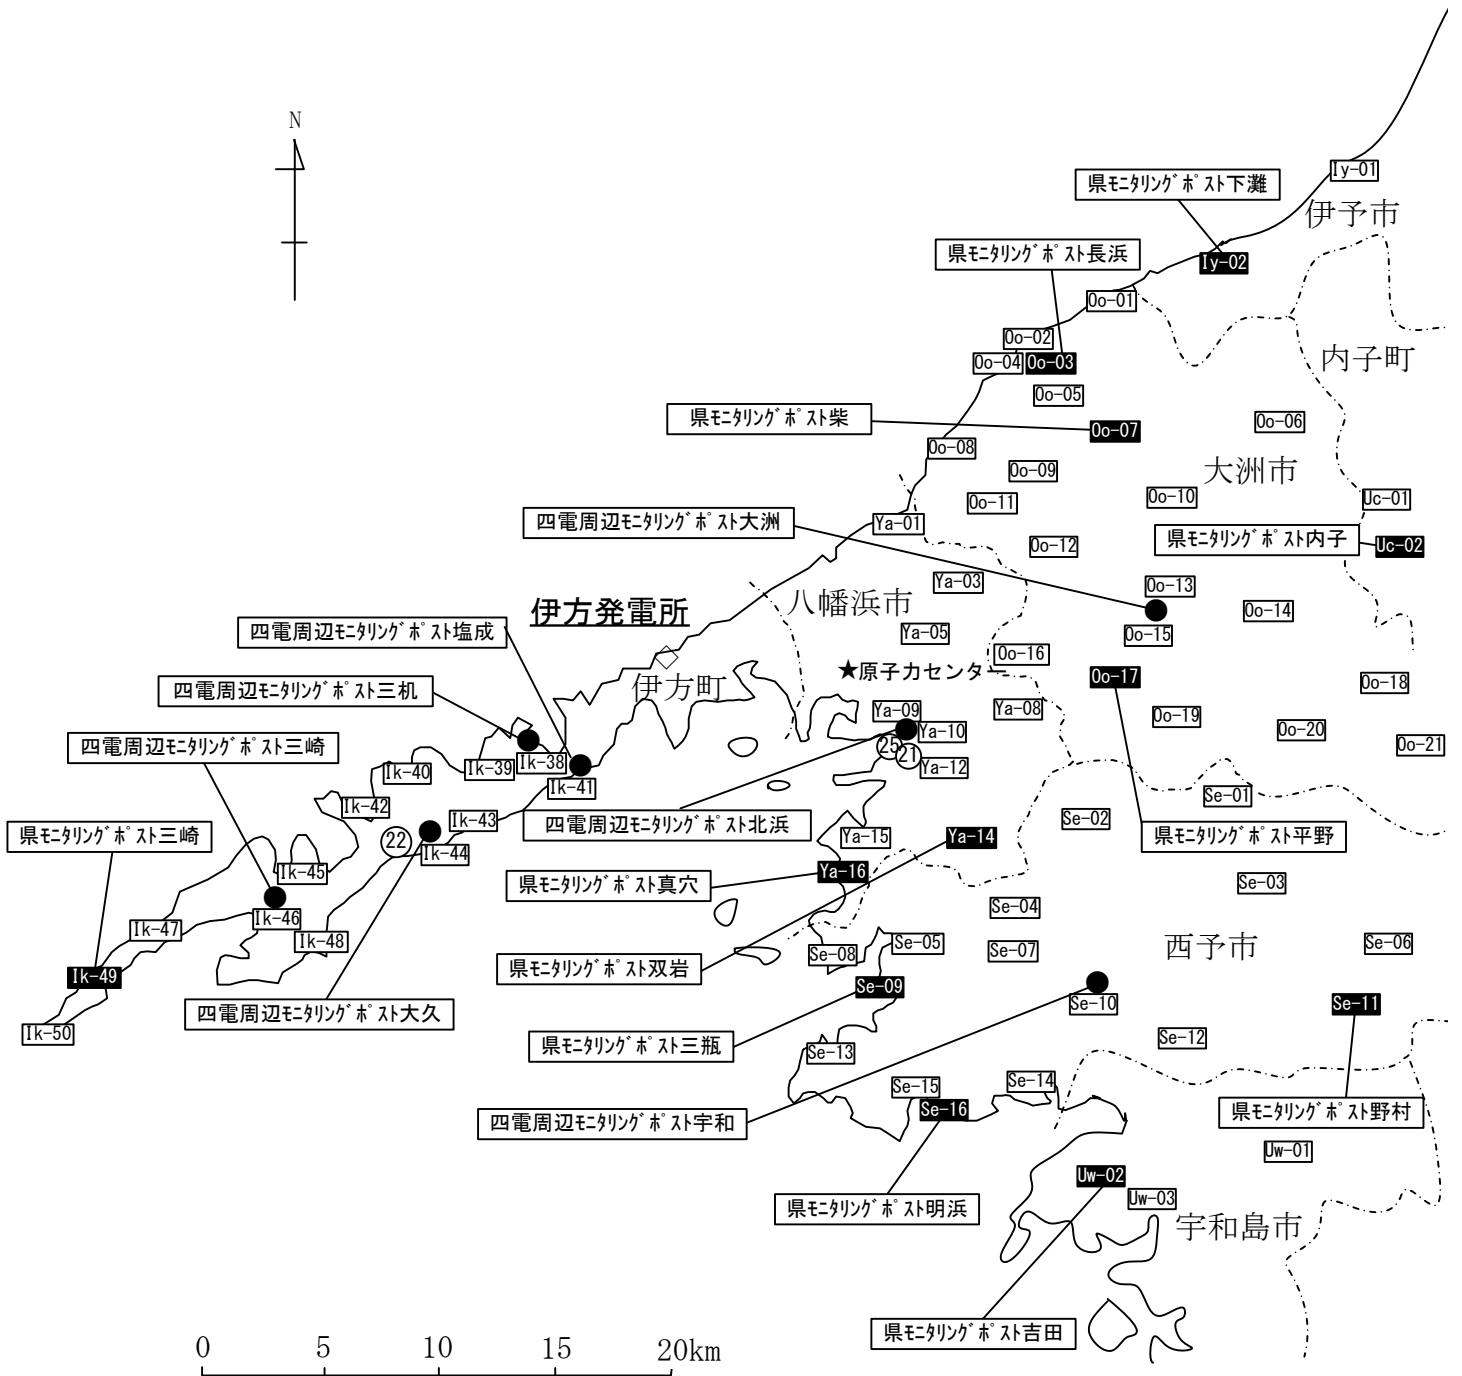 N
Iy-01
県モニタリングポスト下灘
伊予市
県モニタリングポスト長浜
Iy-02
Oo-01
Oo-02
内子町
Oo-04
Oo-03
Oo-05
県モニタリングポスト柴
Oo-07
Oo-06
Oo-08
Oo-09
大洲市
Oo-11
Oo-10
Uc-01
四電周辺モニタリングポスト大洲
Ya-01
Oo-12
県モニタリングポスト内子
Uc-02
Ya-03
Oo-13
伊方発電所
八幡浜市
Oo-14
四電周辺モニタリングポスト塩成
Ya-05
Oo-15
Oo-16
★原子力センター
Oo-17
四電周辺モニタリングポスト三机
伊方町
Oo-18
Ya-09
Ya-08
Oo-19
四電周辺モニタリングポスト三崎
Ya-10
Oo-20
Oo-21
25
21
Ik-38
Ik-39
Ik-40
Ya-12
Ik-41
Se-01
Ik-42
Ik-43
四電周辺モニタリングポスト北浜
Se-02
県モニタリングポスト三崎
22
Ya-15
Ya-14
県モニタリングポスト平野
Ik-44
Ik-45
Ya-16
県モニタリングポスト真穴
Se-03
Ik-46
Se-04
Ik-47
Ik-48
Se-05
西予市
Se-06
Se-08
Se-07
県モニタリングポスト双岩
Ik-49
Se-09
Se-10
Se-11
四電周辺モニタリングポスト大久
Ik-50
県モニタリングポスト三瓶
Se-13
Se-12
Se-15
Se-14
Se-16
県モニタリングポスト野村
四電周辺モニタリングポスト宇和
Uw-01
Uw-02
Uw-03
県モニタリングポスト明浜
宇和島市
県モニタリングポスト吉田
0 5 10 15 20km